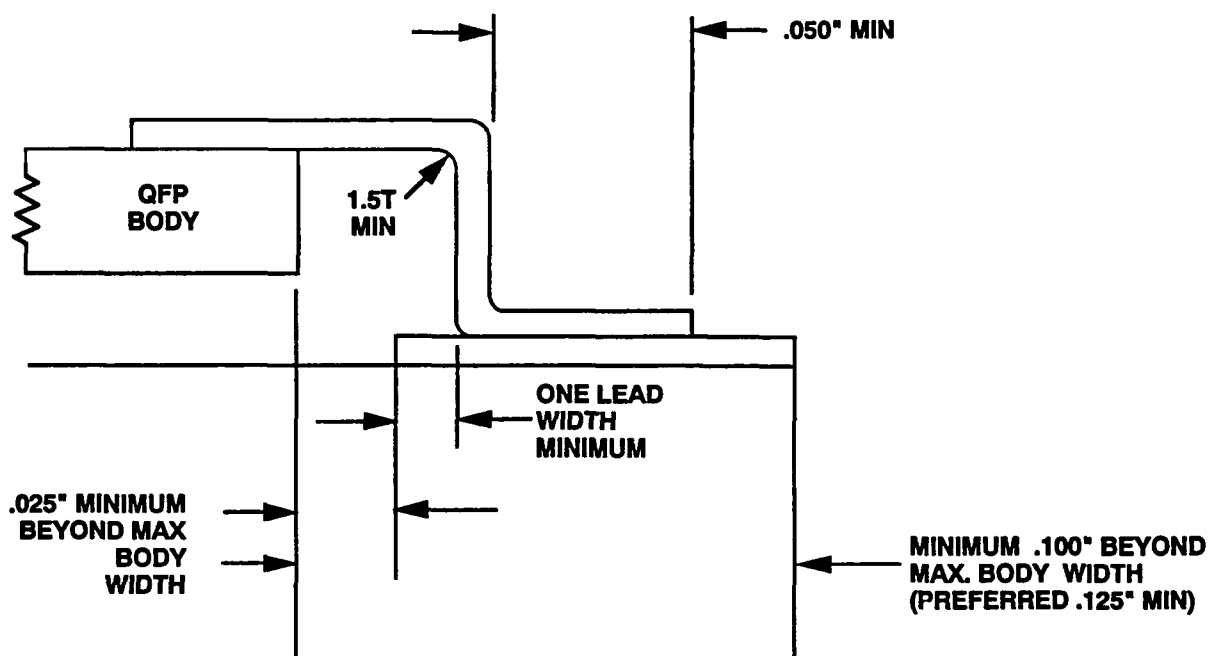 .050" MIN
QFP
BODY
1.5T
MIN
ONE LEAD
WIDTH
MINIMUM
.025" MINIMUM
BEYOND MAX
BODY
WIDTH
MINIMUM .100" BEYOND
MAX. BODY WIDTH
(PREFERRED .125" MIN)